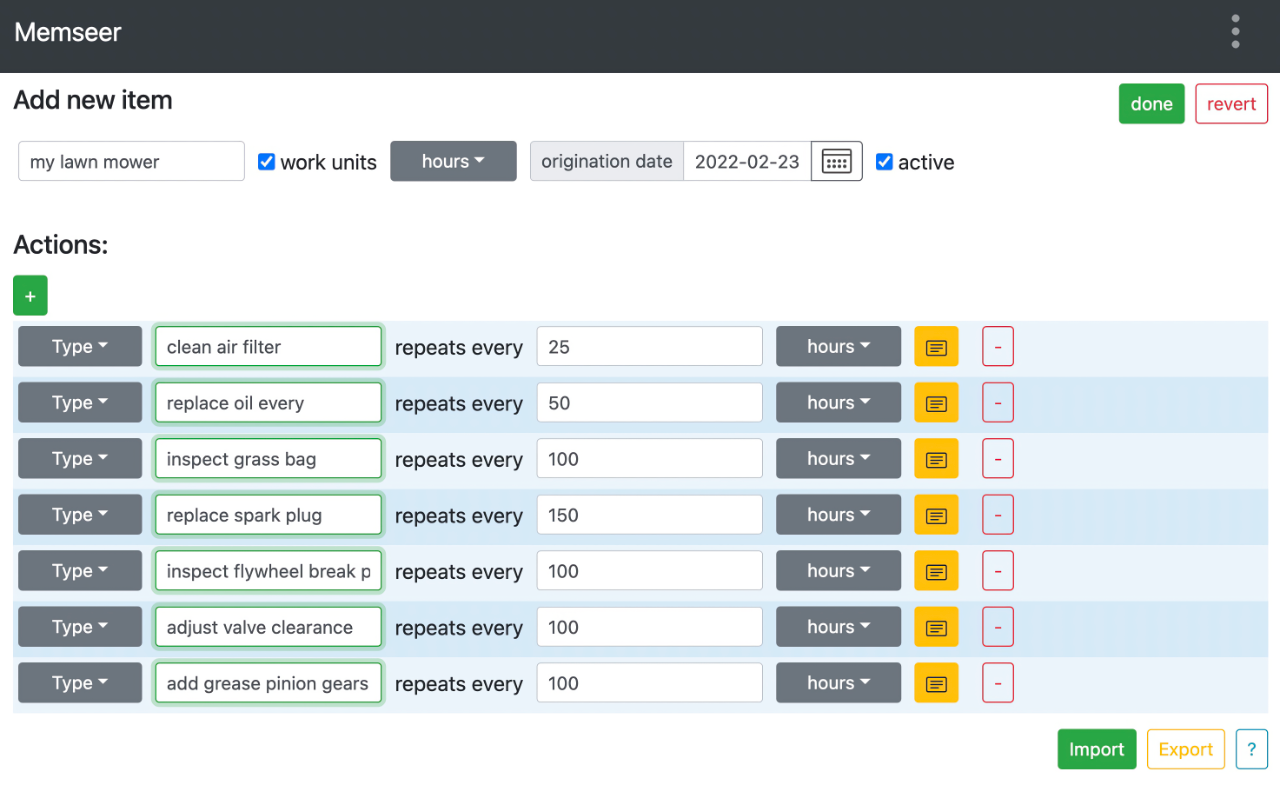 Memseer
Add new item
done
revert
my lawn mower
work units
hours
origination date
2022-02-23
active
Actions:
+
Type clean air filter repeats every 25 hours -
Type replace oil every repeats every 50 hours -
Type inspect grass bag repeats every 100 hours -
Type replace spark plug repeats every 150 hours -
Type inspect flywheel break p repeats every 100 hours -
Type adjust valve clearance repeats every 100 hours -
Type add grease pinion gears repeats every 100 hours -
Import Export ?